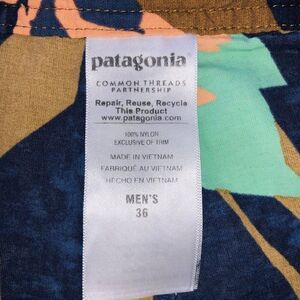 patagonia
COMMON THREADS
PARTNERSHIP
Repair, Reuse, Recycle
This Product
www.patagonia.com
100% NYLON
EXCLUSIVE OF TRIM
MADE IN VIETNAM
FABRIQUÉ AU VIETNAM
HECHO EN VIETNAM
MEN'S
36